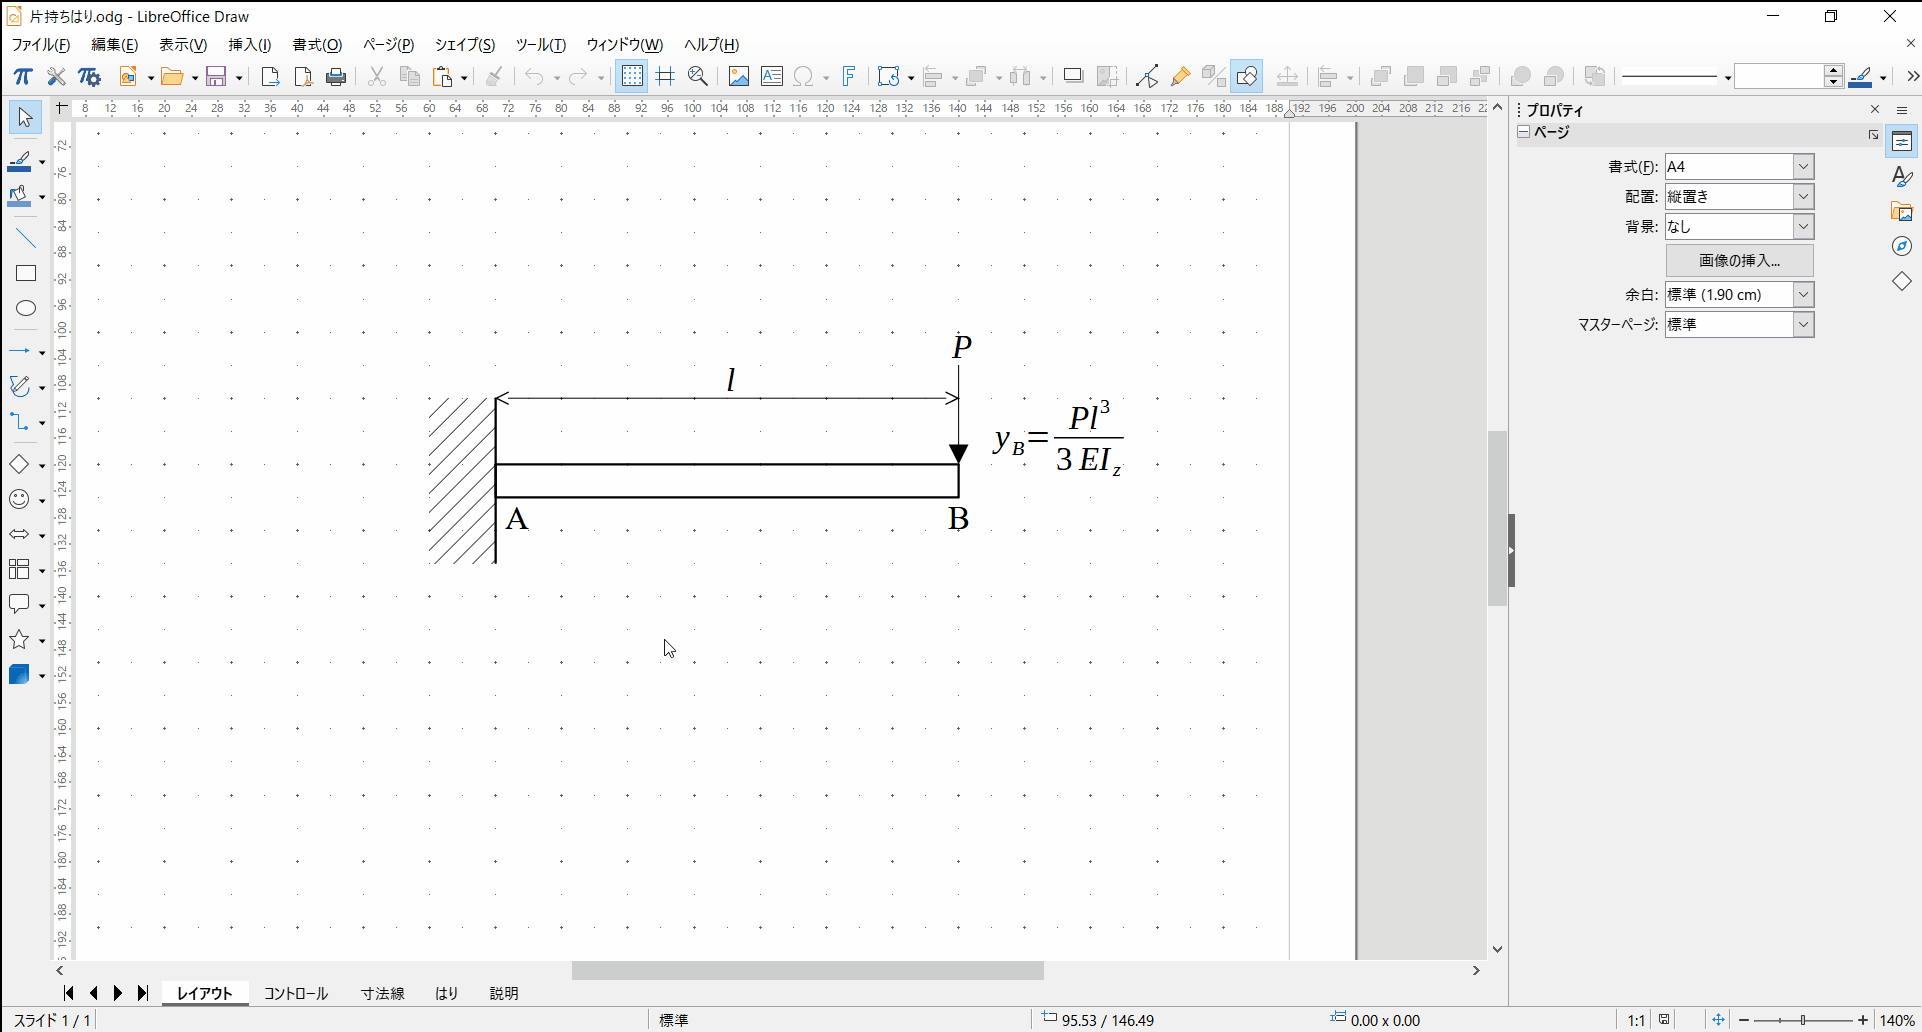 片持ちはり.odg - LibreOffice Draw
ファイル(F) 編集(E) 表示(V) 挿入(I) 書式(O) ページ(P) シェイプ(S) ツール(T) ウィンドウ(W) ヘルプ(H)
8 12 16 20 24 28 32 36 40 44 48 52 56 60 64 68 72 76 80 84 88 92 96 100 104 108 112 116 120 124 128 132 136 140 144 148 152 156 160 164 168 172 176 180 184 188 192 196 200 204 208 212 216 22
72
76
80
84
88
92
96
100
104
108
112
116
120
124
128
132
136
140
144
148
152
156
160
164
168
172
176
180
184
188
192
P
l
y_B = Pl^3 / 3 EI_z
A B
プロパティ
ページ
書式(F): A4
配置: 縦置き
背景: なし
画像の挿入...
余白: 標準 (1.90 cm)
マスターページ: 標準
レイアウト コントロール 寸法線 はり 説明
スライド 1 / 1 標準 95.53 / 146.49 0.00 x 0.00 1:1 140%